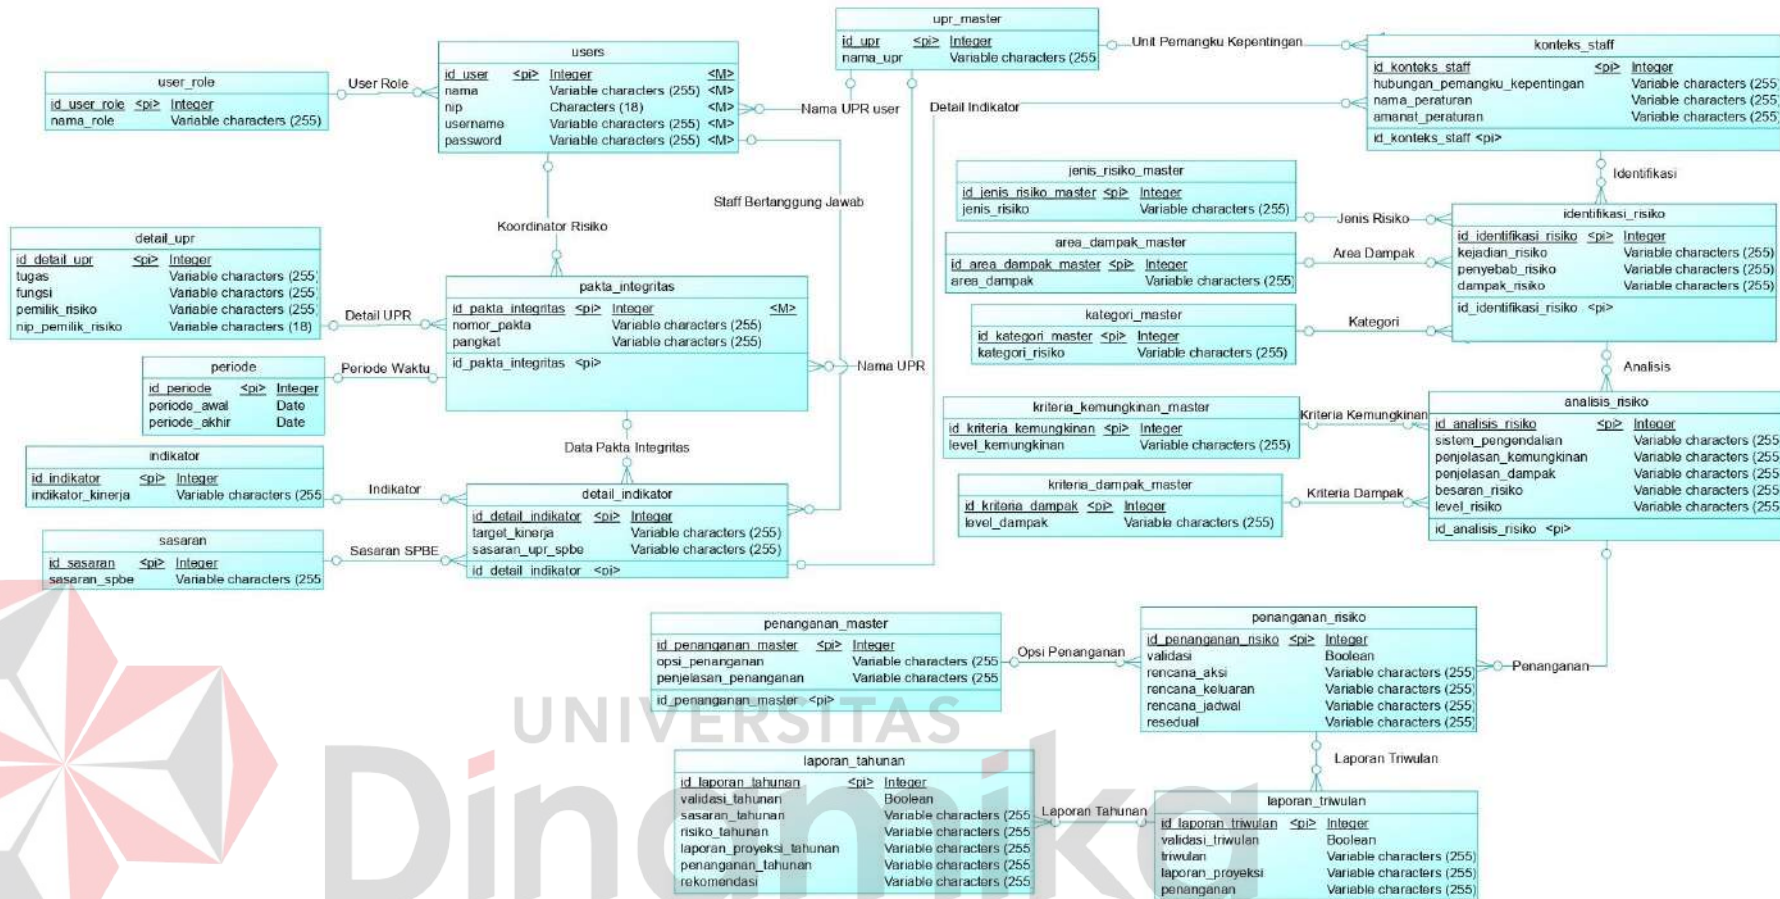 upr_master
id_upr <pi> Integer
nama_upr Variable characters (255
Unit Pemangku Kepentingan
konteks_staff
id_konteks_staff <pi> Integer
hubungan_pemangku_kepentingan Variable characters (255
nama_peraturan Variable characters (255
amanat_peraturan Variable characters (255
id_konteks_staff <pi>
user_role
id_user_role <pi> Integer
nama_role Variable characters (255)
User Role
users
id_user <pi> Integer <M>
nama Variable characters (255) <M>
nip Characters (18) <M>
username Variable characters (255) <M>
password Variable characters (255) <M>
Nama UPR user
Detail Indikator
Identifikasi
Staff Bertanggung Jawab
Koordinator Risiko
jenis_risiko_master
id_jenis_risiko_master <pi> Integer
jenis_risiko Variable characters (255)
Jenis Risiko
identifikasi_risiko
id_identifikasi_risiko <pi> Integer
kejadian_risiko Variable characters (255)
penyebab_risiko Variable characters (255)
dampak_risiko Variable characters (255)
id_identifikasi_risiko <pi>
area_dampak_master
id_area_dampak_master <pi> Integer
area_dampak Variable characters (255)
Area Dampak
kategori_master
id_kategori_master <pi> Integer
kategori_risiko Variable characters (255)
Kategori
detail_upr
id_detail_upr <pi> Integer
tugas Variable characters (255
fungsi Variable characters (255
pemilik_risiko Variable characters (255
nip_pemilik_risiko Variable characters (18)
Detail UPR
pakta_integritas
id_pakta_integritas <pi> Integer <M>
nomor_pakta Variable characters (255)
pangkat Variable characters (255)
id_pakta_integritas <pi>
Nama UPR
periode
id_periode <pi> Integer
periode_awal Date
periode_akhir Date
Periode Waktu
Analisis
Data Pakta Integritas
kriteria_kemungkinan_master
id_kriteria_kemungkinan <pi> Integer
level_kemungkinan Variable characters (255)
Kriteria Kemungkinan
analisis_risiko
id_analisis_risiko <pi> Integer
sistem_pengendalian Variable characters (255
penjelasan_kemungkinan Variable characters (255
penjelasan_dampak Variable characters (255
besaran_risiko Variable characters (255
level_risiko Variable characters (255
id_analisis_risiko <pi>
indikator
id_indikator <pi> Integer
indikator_kinerja Variable characters (255
Indikator
detail_indikator
id_detail_indikator <pi> Integer
target_kinerja Variable characters (255)
sasaran_upr_spbe Variable characters (255)
id_detail_indikator <pi>
kriteria_dampak_master
id_kriteria_dampak <pi> Integer
level_dampak Variable characters (255)
Kriteria Dampak
sasaran
id_sasaran <pi> Integer
sasaran_spbe Variable characters (255
Sasaran SPBE
penanganan_master
id_penanganan_master <pi> Integer
opsi_penanganan Variable characters (255
penjelasan_penanganan Variable characters (255
id_penanganan_master <pi>
Opsi Penanganan
penanganan_risiko
id_penanganan_risiko <pi> Integer
validasi Boolean
rencana_aksi Variable characters (255)
rencana_keluaran Variable characters (255)
rencana_jadwal Variable characters (255)
resedual Variable characters (255)
Penanganan
Laporan Triwulan
UNIVERSITAS
Dinamika
laporan_tahunan
id_laporan_tahunan <pi> Integer
validasi_tahunan Boolean
sasaran_tahunan Variable characters (255
risiko_tahunan Variable characters (255
laporan_proyeksi_tahunan Variable characters (255
penanganan_tahunan Variable characters (255
rekomendasi Variable characters (255
Laporan Tahunan
laporan_triwulan
id_laporan_triwulan <pi> Integer
validasi_triwulan Boolean
triwulan Variable characters (255)
laporan_proyeksi Variable characters (255)
penanganan Variable characters (255)